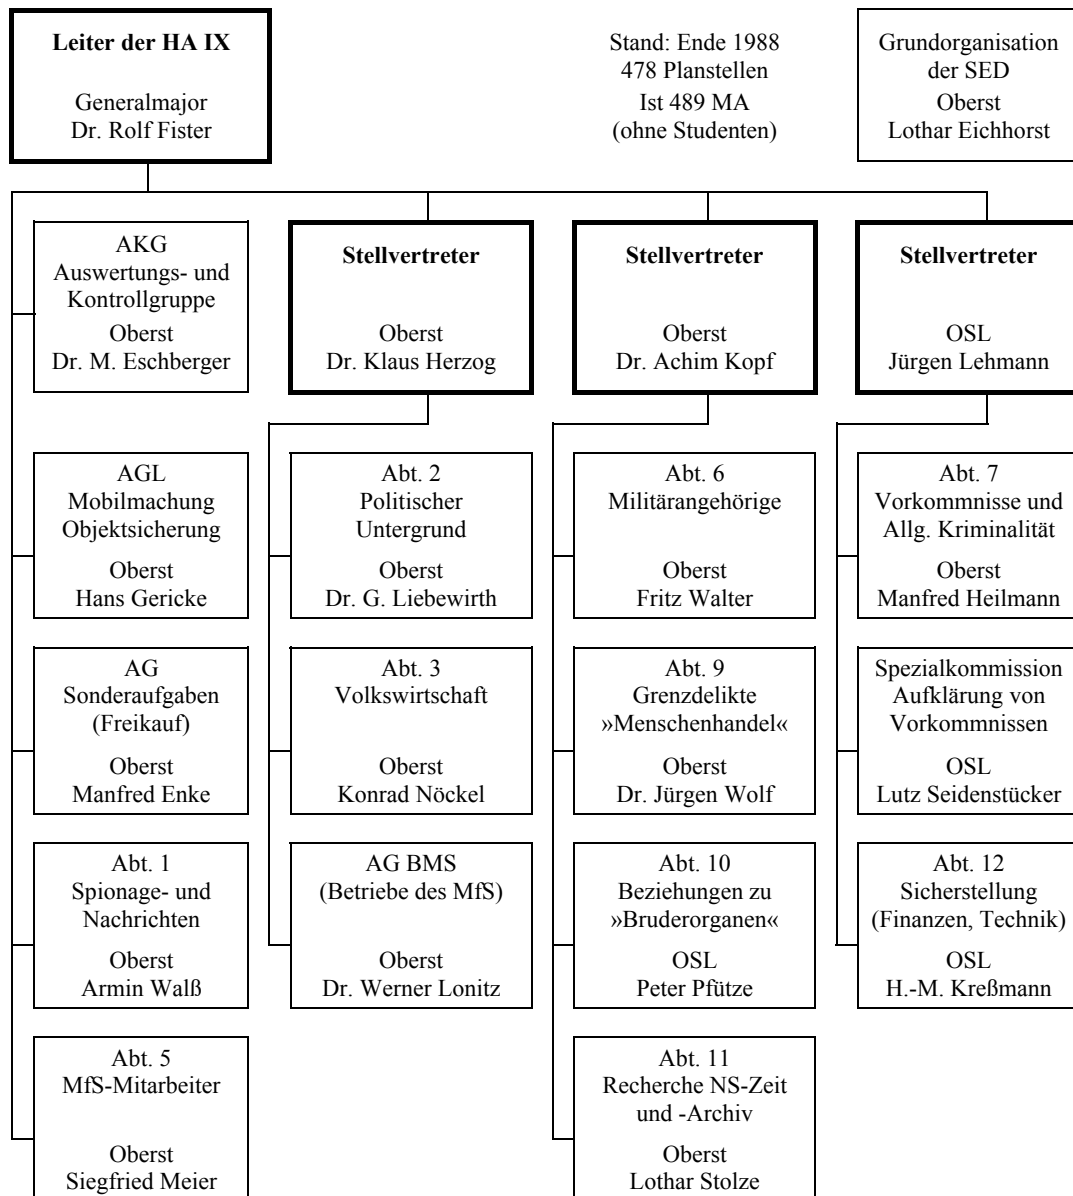 Leiter der HA IX
Generalmajor
Dr. Rolf Fister
Stand: Ende 1988
478 Planstellen
Ist 489 MA
(ohne Studenten)
Grundorganisation
der SED
Oberst
Lothar Eichhorst
AKG
Auswertungs- und
Kontrollgruppe
Oberst
Dr. M. Eschberger
Stellvertreter
Oberst
Dr. Klaus Herzog
Stellvertreter
Oberst
Dr. Achim Kopf
Stellvertreter
OSL
Jürgen Lehmann
AGL
Mobilmachung
Objektsicherung
Oberst
Hans Gericke
Abt. 2
Politischer
Untergrund
Oberst
Dr. G. Liebewirth
Abt. 6
Militärangehörige
Oberst
Fritz Walter
Abt. 7
Vorkommnisse und
Allg. Kriminalität
Oberst
Manfred Heilmann
AG
Sonderaufgaben
(Freikauf)
Oberst
Manfred Enke
Abt. 3
Volkswirtschaft
Oberst
Konrad Nöckel
Abt. 9
Grenzdelikte
»Menschenhandel«
Oberst
Dr. Jürgen Wolf
Spezialkommission
Aufklärung von
Vorkommnissen
OSL
Lutz Seidenstücker
Abt. 1
Spionage- und
Nachrichten
Oberst
Armin Walß
AG BMS
(Betriebe des MfS)
Oberst
Dr. Werner Lonitz
Abt. 10
Beziehungen zu
»Bruderorganen«
OSL
Peter Pfütze
Abt. 12
Sicherstellung
(Finanzen, Technik)
OSL
H.-M. Kreßmann
Abt. 5
MfS-Mitarbeiter
Oberst
Siegfried Meier
Abt. 11
Recherche NS-Zeit
und -Archiv
Oberst
Lothar Stolze